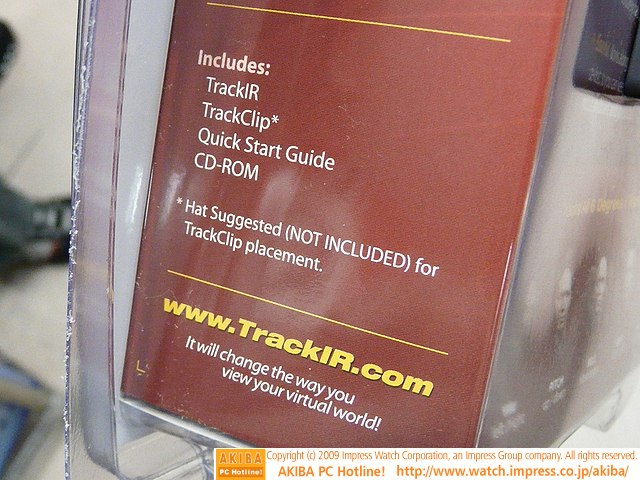 Includes:
TrackIR
TrackClip*
Quick Start Guide
CD-ROM
* Hat Suggested (NOT INCLUDED) for
TrackClip placement.
www.TrackIR.com
It will change the way you
view your virtual world!
AKIBA
PC Hotline!
Copyright (c) 2009 Impress Watch Corporation, an Impress Group company. All rights reserved.
AKIBA PC Hotline! http://www.watch.impress.co.jp/akiba/